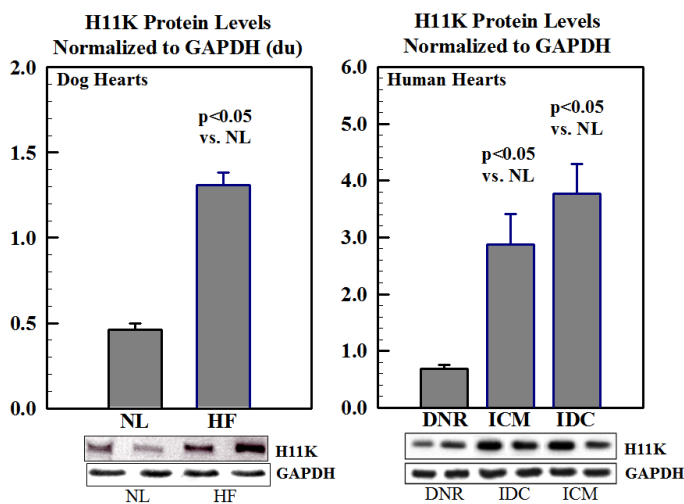 H11K Protein Levels
Normalized to GAPDH (du)
2.0
1.5
1.0
0.5
0.0
Dog Hearts
p<0.05
vs. NL
NL HF
H11K
GAPDH
NL HF
H11K Protein Levels
Normalized to GAPDH
6.0
5.0
4.0
3.0
2.0
1.0
0.0
Human Hearts
p<0.05
vs. NL
p<0.05
vs. NL
DNR ICM IDC
H11K
GAPDH
DNR IDC ICM